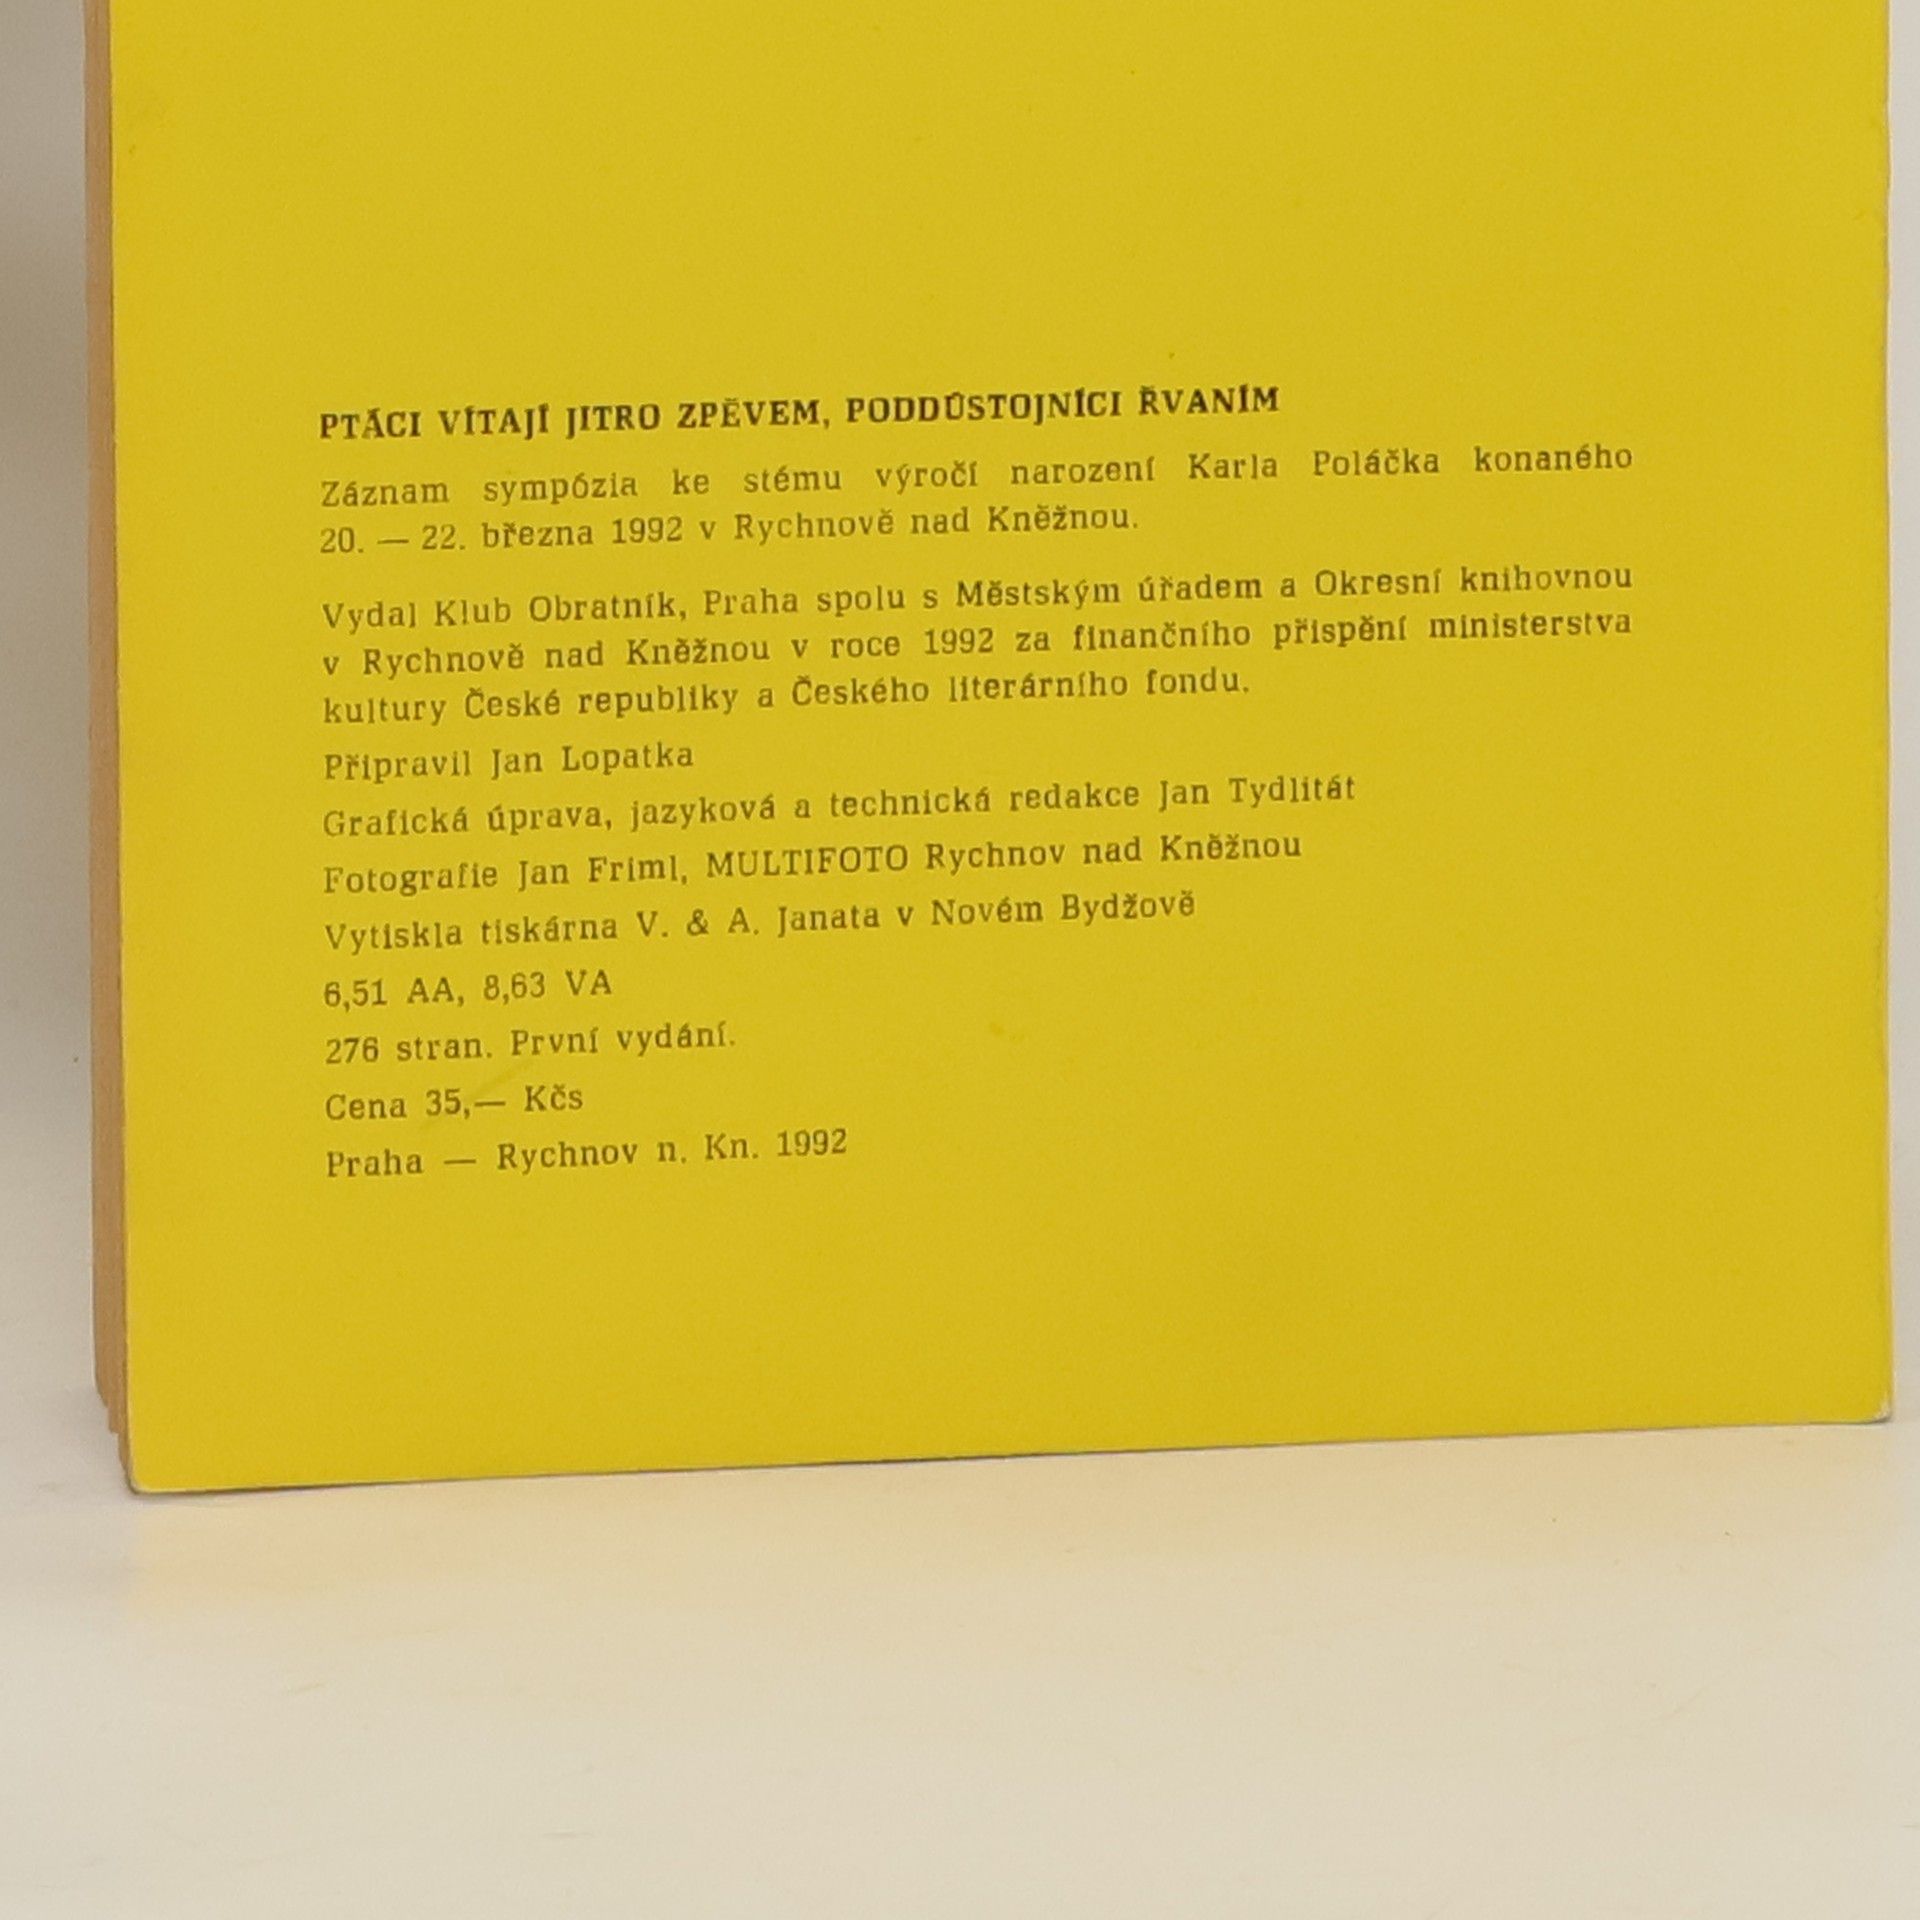 PTÁCI VÍTAJÍ JITRO ZPĚVEM, PODDŮSTOJNÍCI ŘVANÍM
Záznam sympózia ke stému výročí narození Karla Poláčka konaného
20. — 22. března 1992 v Rychnově nad Kněžnou.
Vydal Klub Obratník, Praha spolu s Městským úřadem a Okresní knihovnou
v Rychnově nad Kněžnou v roce 1992 za finančního přispění ministerstva
kultury České republiky a Českého literárního fondu.
Připravil Jan Lopatka
Grafická úprava, jazyková a technická redakce Jan Tydlitát
Fotografie Jan Friml, MULTIFOTO Rychnov nad Kněžnou
Vytiskla tiskárna V. & A. Janata v Novém Bydžově
6,51 AA, 8,63 VA
276 stran. První vydání.
Cena 35,— Kčs
Praha — Rychnov n. Kn. 1992